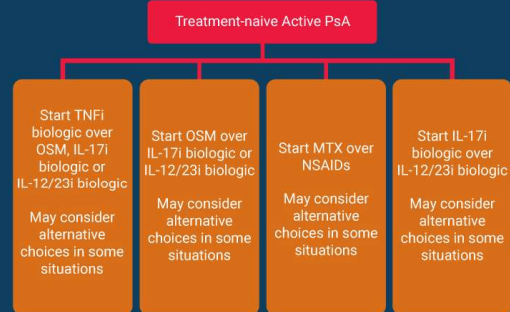 Treatment-naive Active PsA
Start TNFi
biologic over
OSM, IL-17i
biologic or
IL-12/23i biologic
May consider
alternative
choices in some
situations
Start OSM over
IL-17i biologic or
IL-12/23i biologic
May consider
alternative
choices in some
situations
Start MTX over
NSAIDs
May consider
alternative
choices in some
situations
Start IL-17i
biologic over
IL-12/23i biologic
May consider
alternative
choices in some
situations